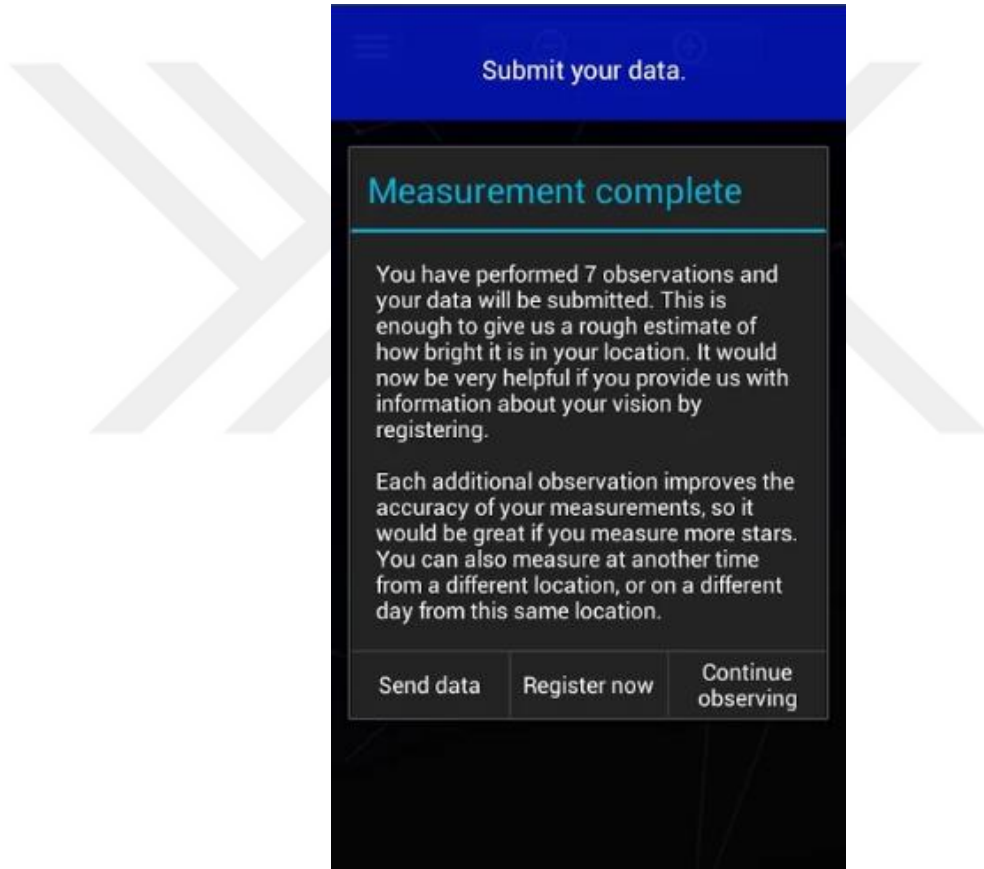 Submit your data.
Measurement complete
You have performed 7 observations and
your data will be submitted. This is
enough to give us a rough estimate of
how bright it is in your location. It would
now be very helpful if you provide us with
information about your vision by
registering.
Each additional observation improves the
accuracy of your measurements, so it
would be great if you measure more stars.
You can also measure at another time
from a different location, or on a different
day from this same location.
Send data
Register now
Continue
observing